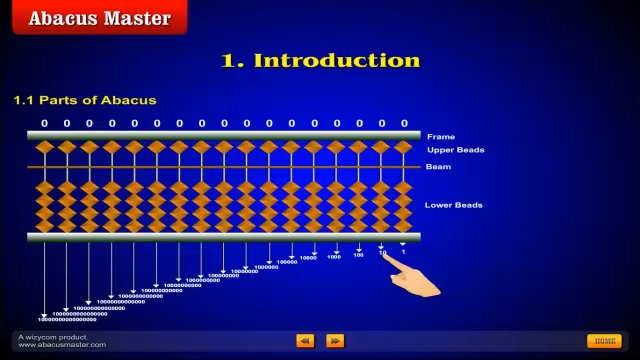 Abacus Master
1. Introduction
1.1 Parts of Abacus
0 0 0 0 0 0 0 0 0 0 0 0 0 0 0 0 0
Frame
Upper Beads
Beam
Lower Beads
1
10
100
1000
10000
100000
1000000
A wizycom product
www.abacusmaster.com
HOME